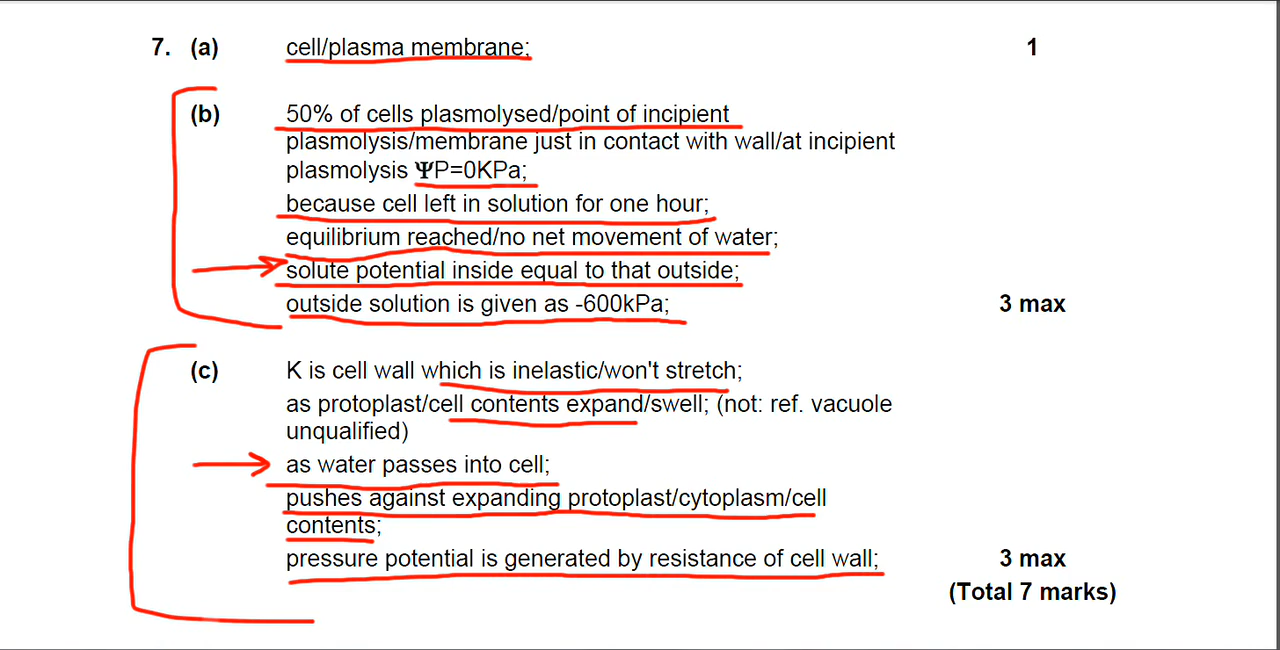 7. (a) cell/plasma membrane; 1
(b) 50% of cells plasmolysed/point of incipient
plasmolysis/membrane just in contact with wall/at incipient
plasmolysis ΨP=0KPa;
because cell left in solution for one hour;
equilibrium reached/no net movement of water;
solute potential inside equal to that outside;
outside solution is given as -600kPa; 3 max
(c) K is cell wall which is inelastic/won't stretch;
as protoplast/cell contents expand/swell; (not: ref. vacuole
unqualified)
as water passes into cell;
pushes against expanding protoplast/cytoplasm/cell
contents;
pressure potential is generated by resistance of cell wall; 3 max
(Total 7 marks)